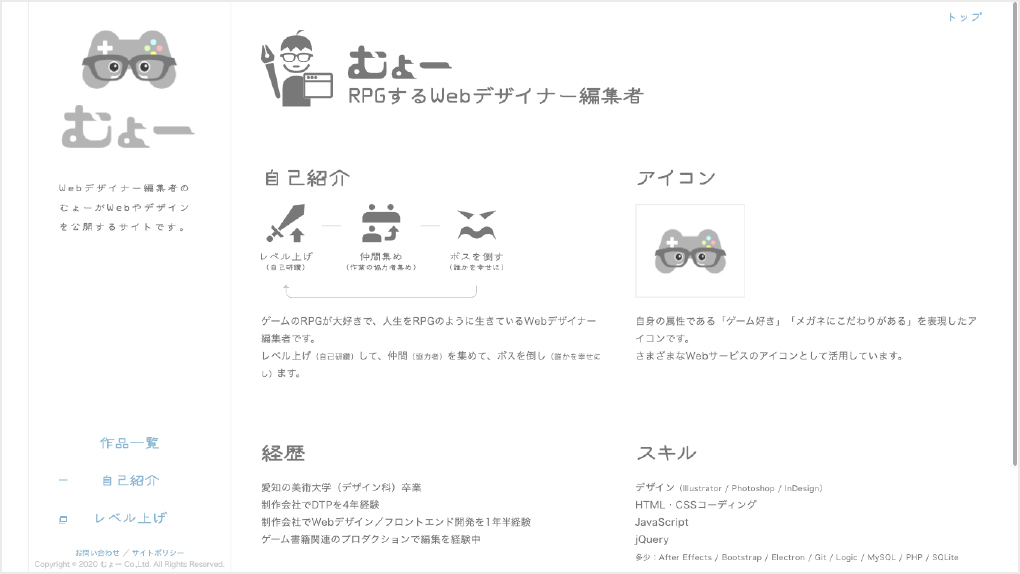 トップ
むょー
Webデザイナー編集者の
むょーがWebやデザイン
を公開するサイトです。
作品一覧
自己紹介
レベル上げ
お問い合わせ ／ サイトポリシー
Copyright © 2020 むょー Co,Ltd. All Rights Reserved.
むょー
RPGするWebデザイナー編集者
自己紹介
レベル上げ
（自己研鑽）
仲間集め
（作業の協力者集め）
ボスを倒す
（誰かを幸せに）
ゲームのRPGが大好きで、人生をRPGのように生きているWebデザイナー
編集者です。
レベル上げ（自己研鑽）して、仲間（協力者）を集めて、ボスを倒し（誰かを幸せに
し）ます。
アイコン
自身の属性である「ゲーム好き」「メガネにこだわりがある」を表現したア
イコンです。
さまざまなWebサービスのアイコンとして活用しています。
経歴
愛知の美術大学（デザイン科）卒業
制作会社でDTPを4年経験
制作会社でWebデザイン／フロントエンド開発を1年半経験
ゲーム書籍関連のプロダクションで編集を経験中
スキル
デザイン（Illustrator / Photoshop / InDesign）
HTML・CSSコーディング
JavaScript
jQuery
多少：After Effects / Bootstrap / Electron / Git / Logic / MySQL / PHP / SQLite